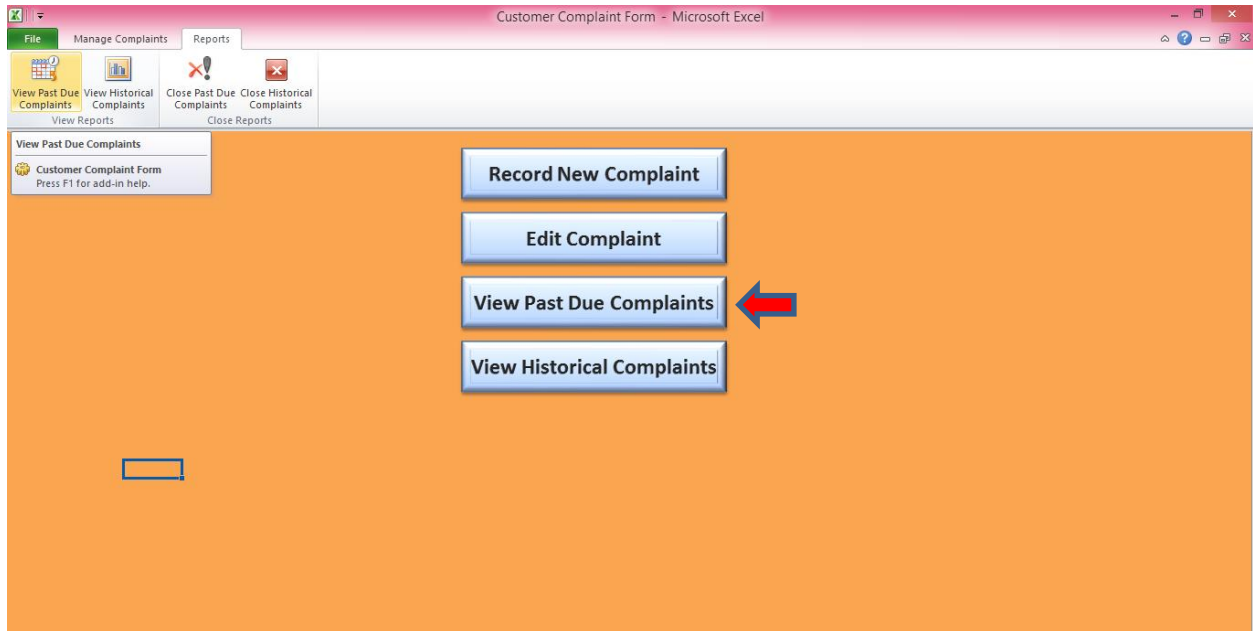 Customer Complaint Form - Microsoft Excel
File Manage Complaints Reports
View Past Due Complaints
View Historical Complaints
Close Past Due Complaints
Close Historical Complaints
View Reports
Close Reports
View Past Due Complaints
Customer Complaint Form
Press F1 for add-in help.
Record New Complaint
Edit Complaint
View Past Due Complaints
View Historical Complaints